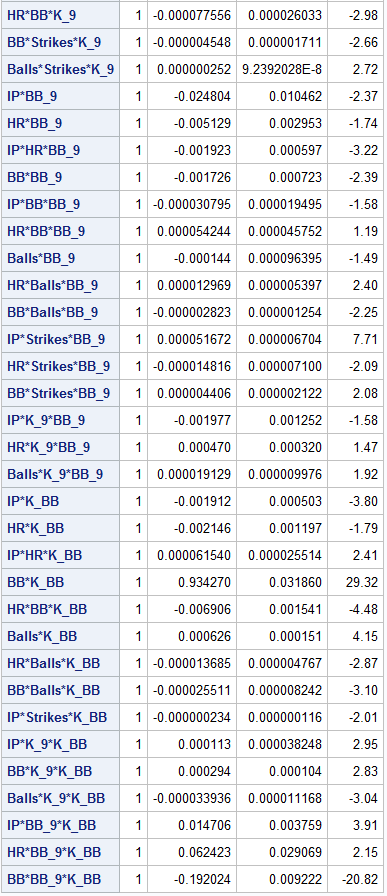 HR*BB*K_9 1 -0.000077556 0.000026033 -2.98
BB*Strikes*K_9 1 -0.000004548 0.000001711 -2.66
Balls*Strikes*K_9 1 0.000000252 9.2392028E-8 2.72
IP*BB_9 1 -0.024804 0.010462 -2.37
HR*BB_9 1 -0.005129 0.002953 -1.74
IP*HR*BB_9 1 -0.001923 0.000597 -3.22
BB*BB_9 1 -0.001726 0.000723 -2.39
IP*BB*BB_9 1 -0.000030795 0.000019495 -1.58
HR*BB*BB_9 1 0.000054244 0.000045752 1.19
Balls*BB_9 1 -0.000144 0.000096395 -1.49
HR*Balls*BB_9 1 0.000012969 0.000005397 2.40
BB*Balls*BB_9 1 -0.000002823 0.000001254 -2.25
IP*Strikes*BB_9 1 0.000051672 0.000006704 7.71
HR*Strikes*BB_9 1 -0.000014816 0.000007100 -2.09
BB*Strikes*BB_9 1 0.000004406 0.000002122 2.08
IP*K_9*BB_9 1 -0.001977 0.001252 -1.58
HR*K_9*BB_9 1 0.000470 0.000320 1.47
Balls*K_9*BB_9 1 0.000019129 0.000009976 1.92
IP*K_BB 1 -0.001912 0.000503 -3.80
HR*K_BB 1 -0.002146 0.001197 -1.79
IP*HR*K_BB 1 0.000061540 0.000025514 2.41
BB*K_BB 1 0.934270 0.031860 29.32
HR*BB*K_BB 1 -0.006906 0.001541 -4.48
Balls*K_BB 1 0.000626 0.000151 4.15
HR*Balls*K_BB 1 -0.000013685 0.000004767 -2.87
BB*Balls*K_BB 1 -0.000025511 0.000008242 -3.10
IP*Strikes*K_BB 1 -0.000000234 0.000000116 -2.01
IP*K_9*K_BB 1 0.000113 0.000038248 2.95
BB*K_9*K_BB 1 0.000294 0.000104 2.83
Balls*K_9*K_BB 1 -0.000033936 0.000011168 -3.04
IP*BB_9*K_BB 1 0.014706 0.003759 3.91
HR*BB_9*K_BB 1 0.062423 0.029069 2.15
BB*BB_9*K_BB 1 -0.192024 0.009222 -20.82